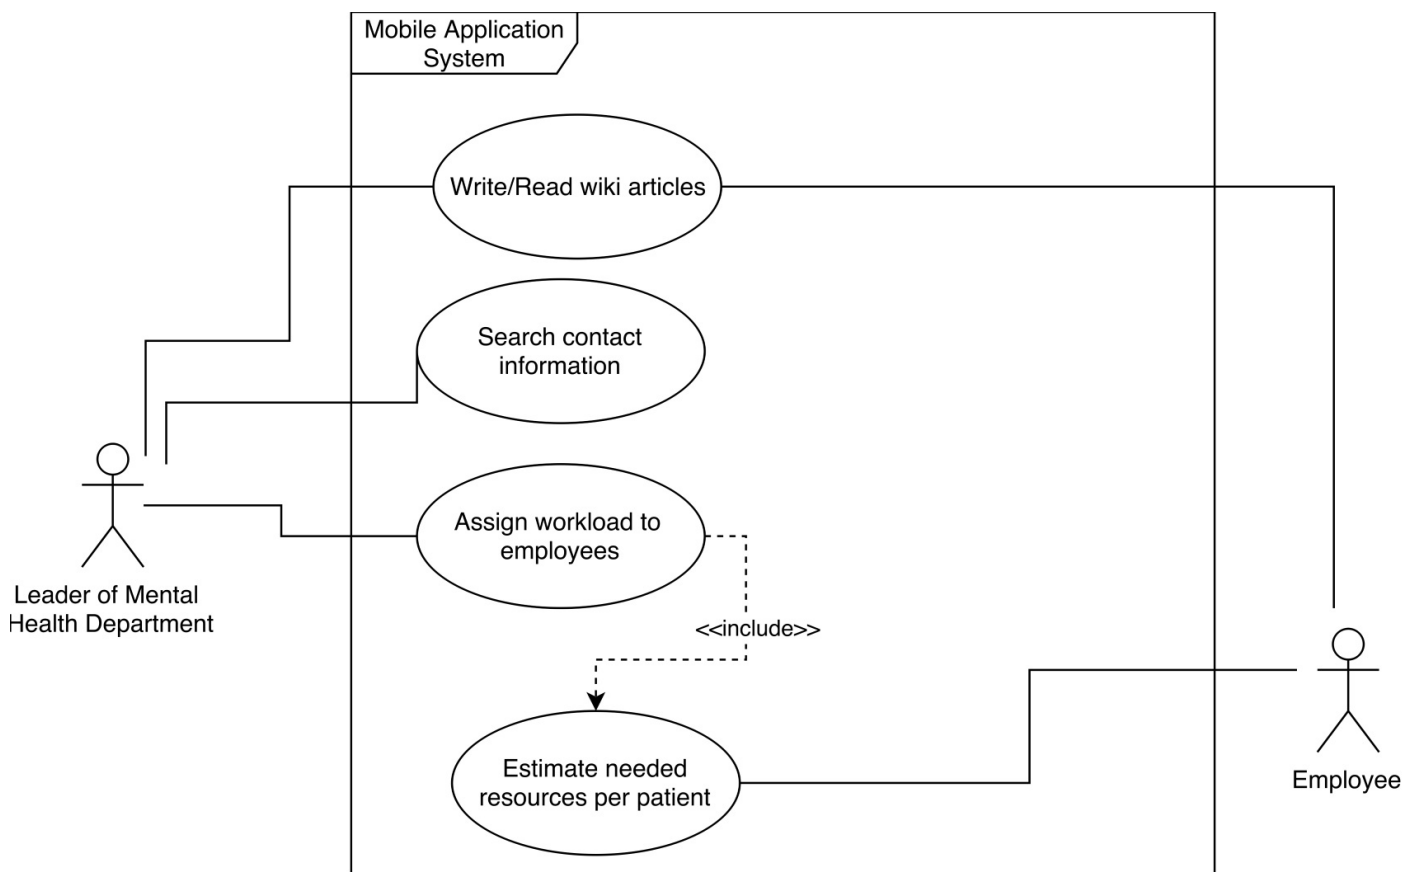 Mobile Application
System
Write/Read wiki articles
Search contact
information
Assign workload to
employees
Leader of Mental
Health Department
<<include>>
Estimate needed
resources per patient
Employee